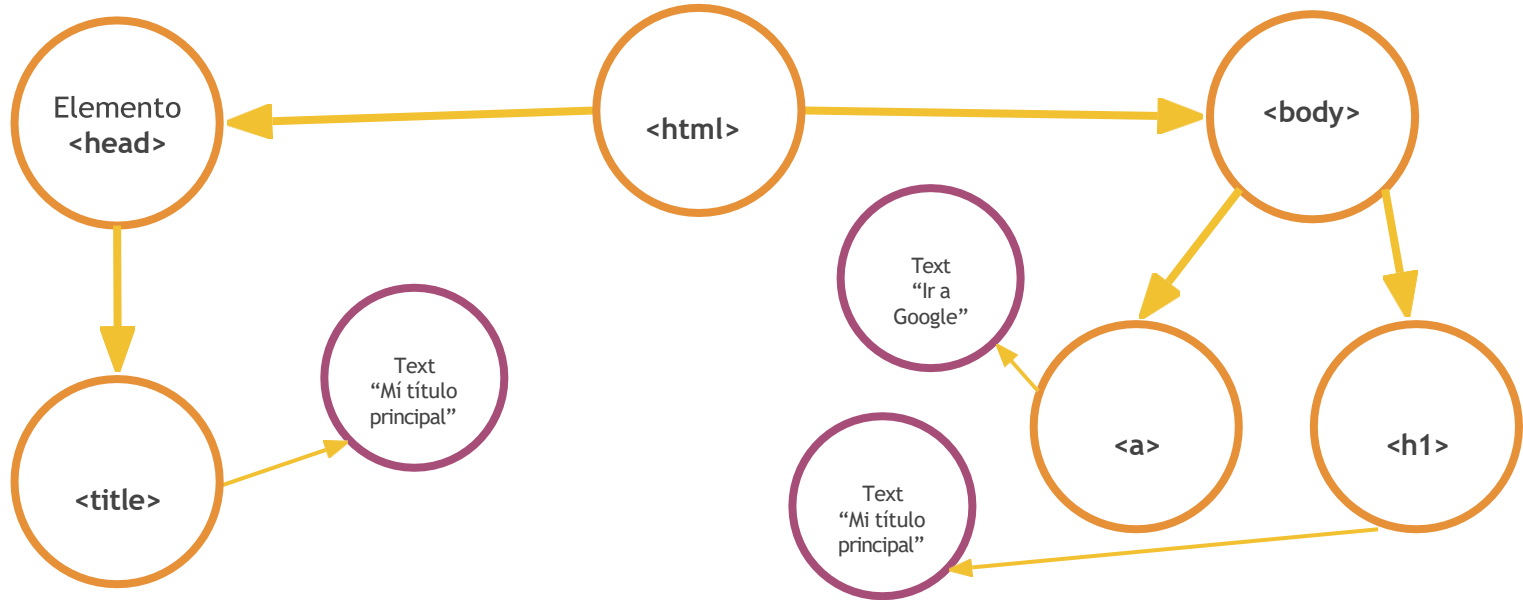 Elemento
<head>
<html>
<body>
Text
“Ir a
Google”
Text
“Mí título
principal”
<a>
<h1>
<title>
Text
“Mi título
principal”